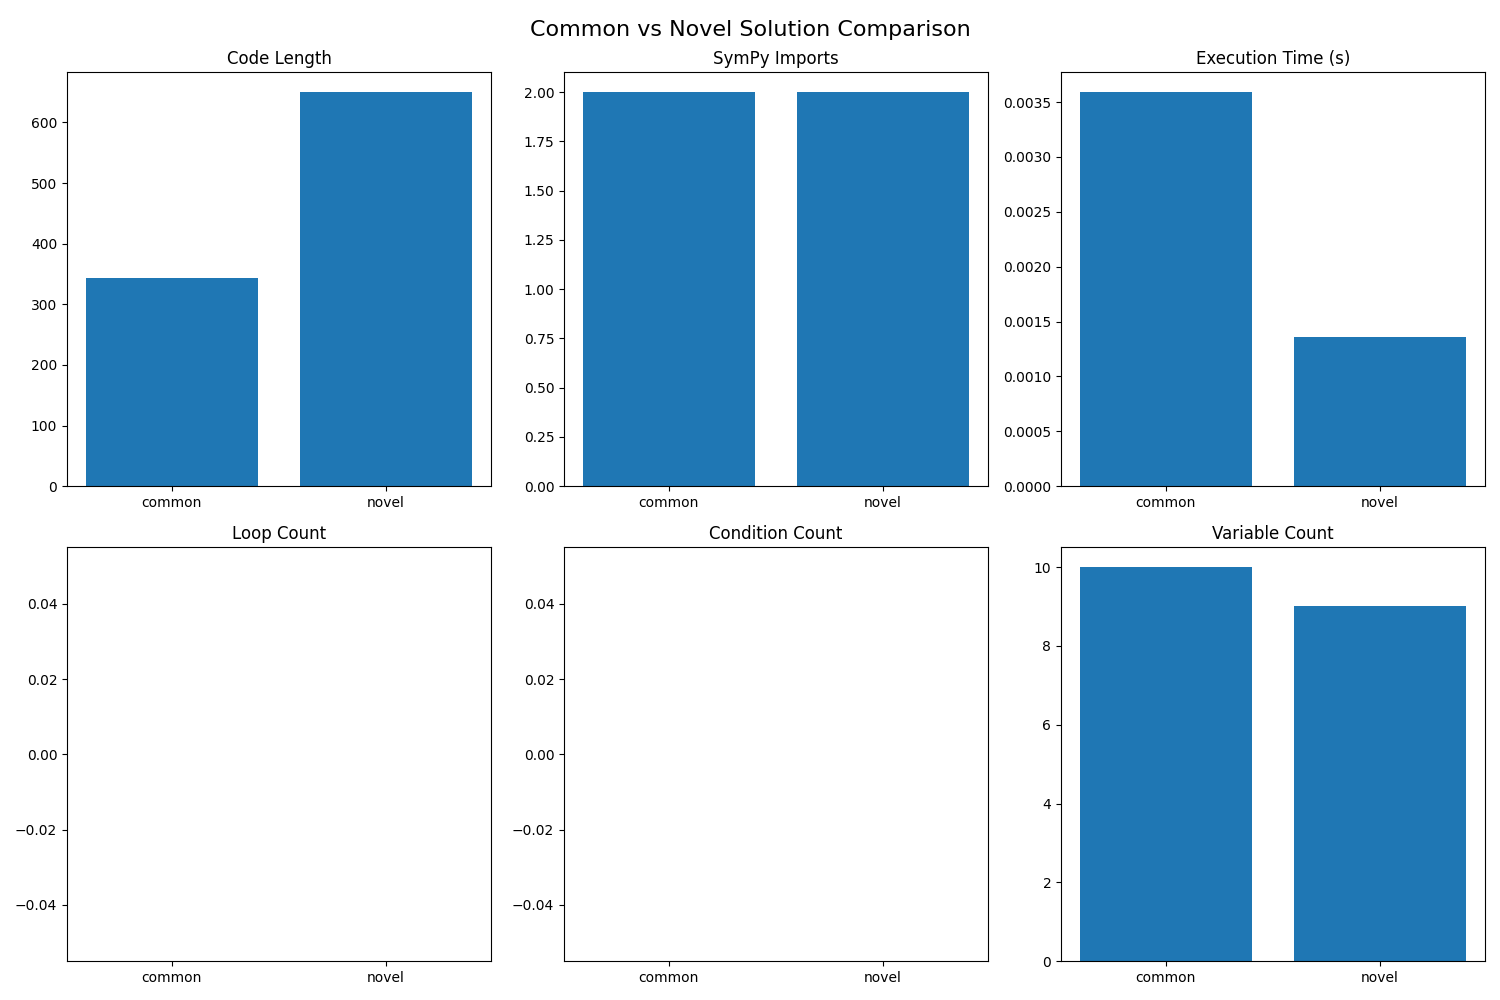 Common vs Novel Solution Comparison
Code Length
SymPy Imports
Execution Time (s)
600
500
400
300
200
100
0
common
novel
2.00
1.75
1.50
1.25
1.00
0.75
0.50
0.25
0.00
common
novel
0.0035
0.0030
0.0025
0.0020
0.0015
0.0010
0.0005
0.0000
common
novel
Loop Count
Condition Count
Variable Count
0.04
0.02
0.00
−0.02
−0.04
common
novel
0.04
0.02
0.00
−0.02
−0.04
common
novel
10
8
6
4
2
0
common
novel